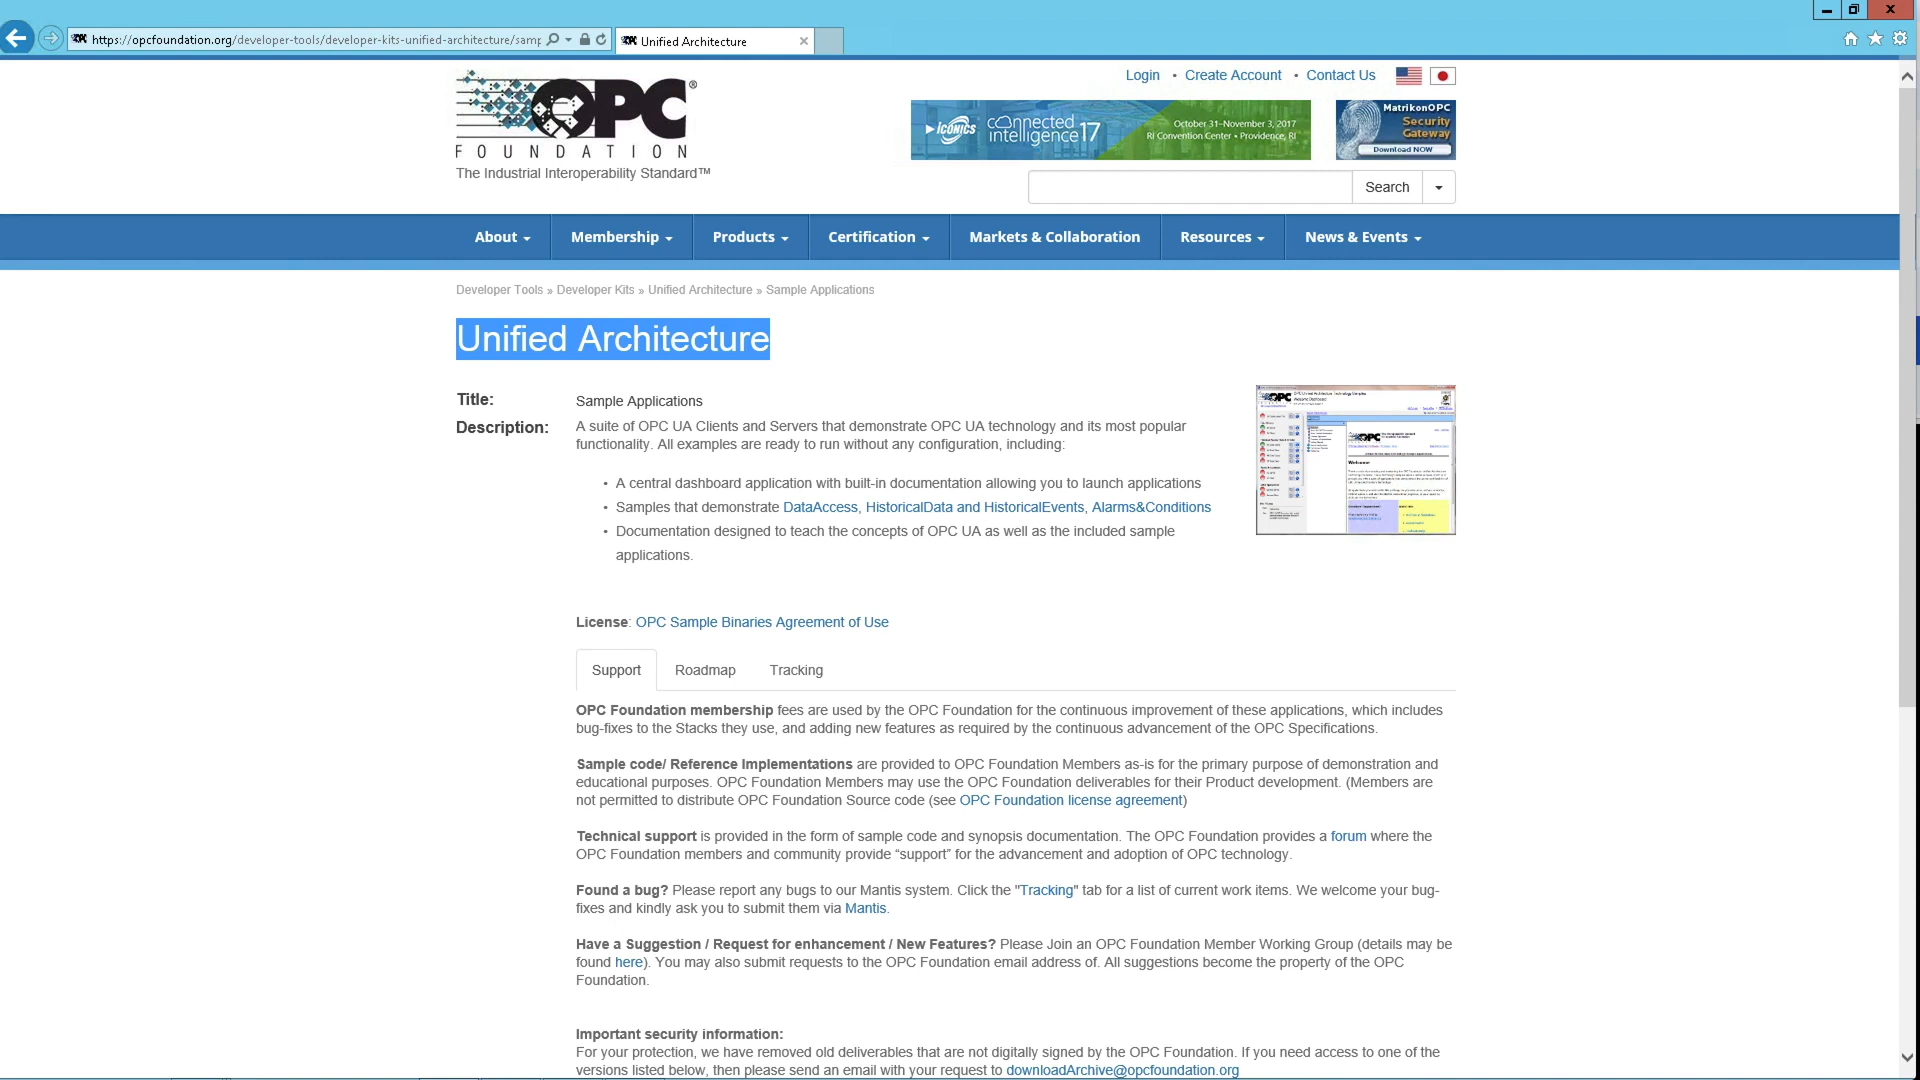 https://opcfoundation.org/developer-tools/developer-kits-unified-architecture/samp
Unified Architecture
Login • Create Account • Contact Us
OPC®
FOUNDATION
The Industrial Interoperability Standard™
ICONICS connected intelligence 17
October 31–November 3, 2017
RI Convention Center • Providence, RI
MatrikonOPC
Security
Gateway
Download NOW
Search
About Membership Products Certification Markets & Collaboration Resources News & Events
Developer Tools » Developer Kits » Unified Architecture » Sample Applications
Unified Architecture
Title: Sample Applications
Description: A suite of OPC UA Clients and Servers that demonstrate OPC UA technology and its most popular
functionality. All examples are ready to run without any configuration, including:
• A central dashboard application with built-in documentation allowing you to launch applications
• Samples that demonstrate DataAccess, HistoricalData and HistoricalEvents, Alarms&Conditions
• Documentation designed to teach the concepts of OPC UA as well as the included sample
applications.
OPC
Welcome
License: OPC Sample Binaries Agreement of Use
Support Roadmap Tracking
OPC Foundation membership fees are used by the OPC Foundation for the continuous improvement of these applications, which includes
bug-fixes to the Stacks they use, and adding new features as required by the continuous advancement of the OPC Specifications.
Sample code/ Reference Implementations are provided to OPC Foundation Members as-is for the primary purpose of demonstration and
educational purposes. OPC Foundation Members may use the OPC Foundation deliverables for their Product development. (Members are
not permitted to distribute OPC Foundation Source code (see OPC Foundation license agreement)
Technical support is provided in the form of sample code and synopsis documentation. The OPC Foundation provides a forum where the
OPC Foundation members and community provide “support” for the advancement and adoption of OPC technology.
Found a bug? Please report any bugs to our Mantis system. Click the "Tracking" tab for a list of current work items. We welcome your bug-
fixes and kindly ask you to submit them via Mantis.
Have a Suggestion / Request for enhancement / New Features? Please Join an OPC Foundation Member Working Group (details may be
found here). You may also submit requests to the OPC Foundation email address of. All suggestions become the property of the OPC
Foundation.
Important security information:
For your protection, we have removed old deliverables that are not digitally signed by the OPC Foundation. If you need access to one of the
versions listed below, then please send an email with your request to downloadArchive@opcfoundation.org